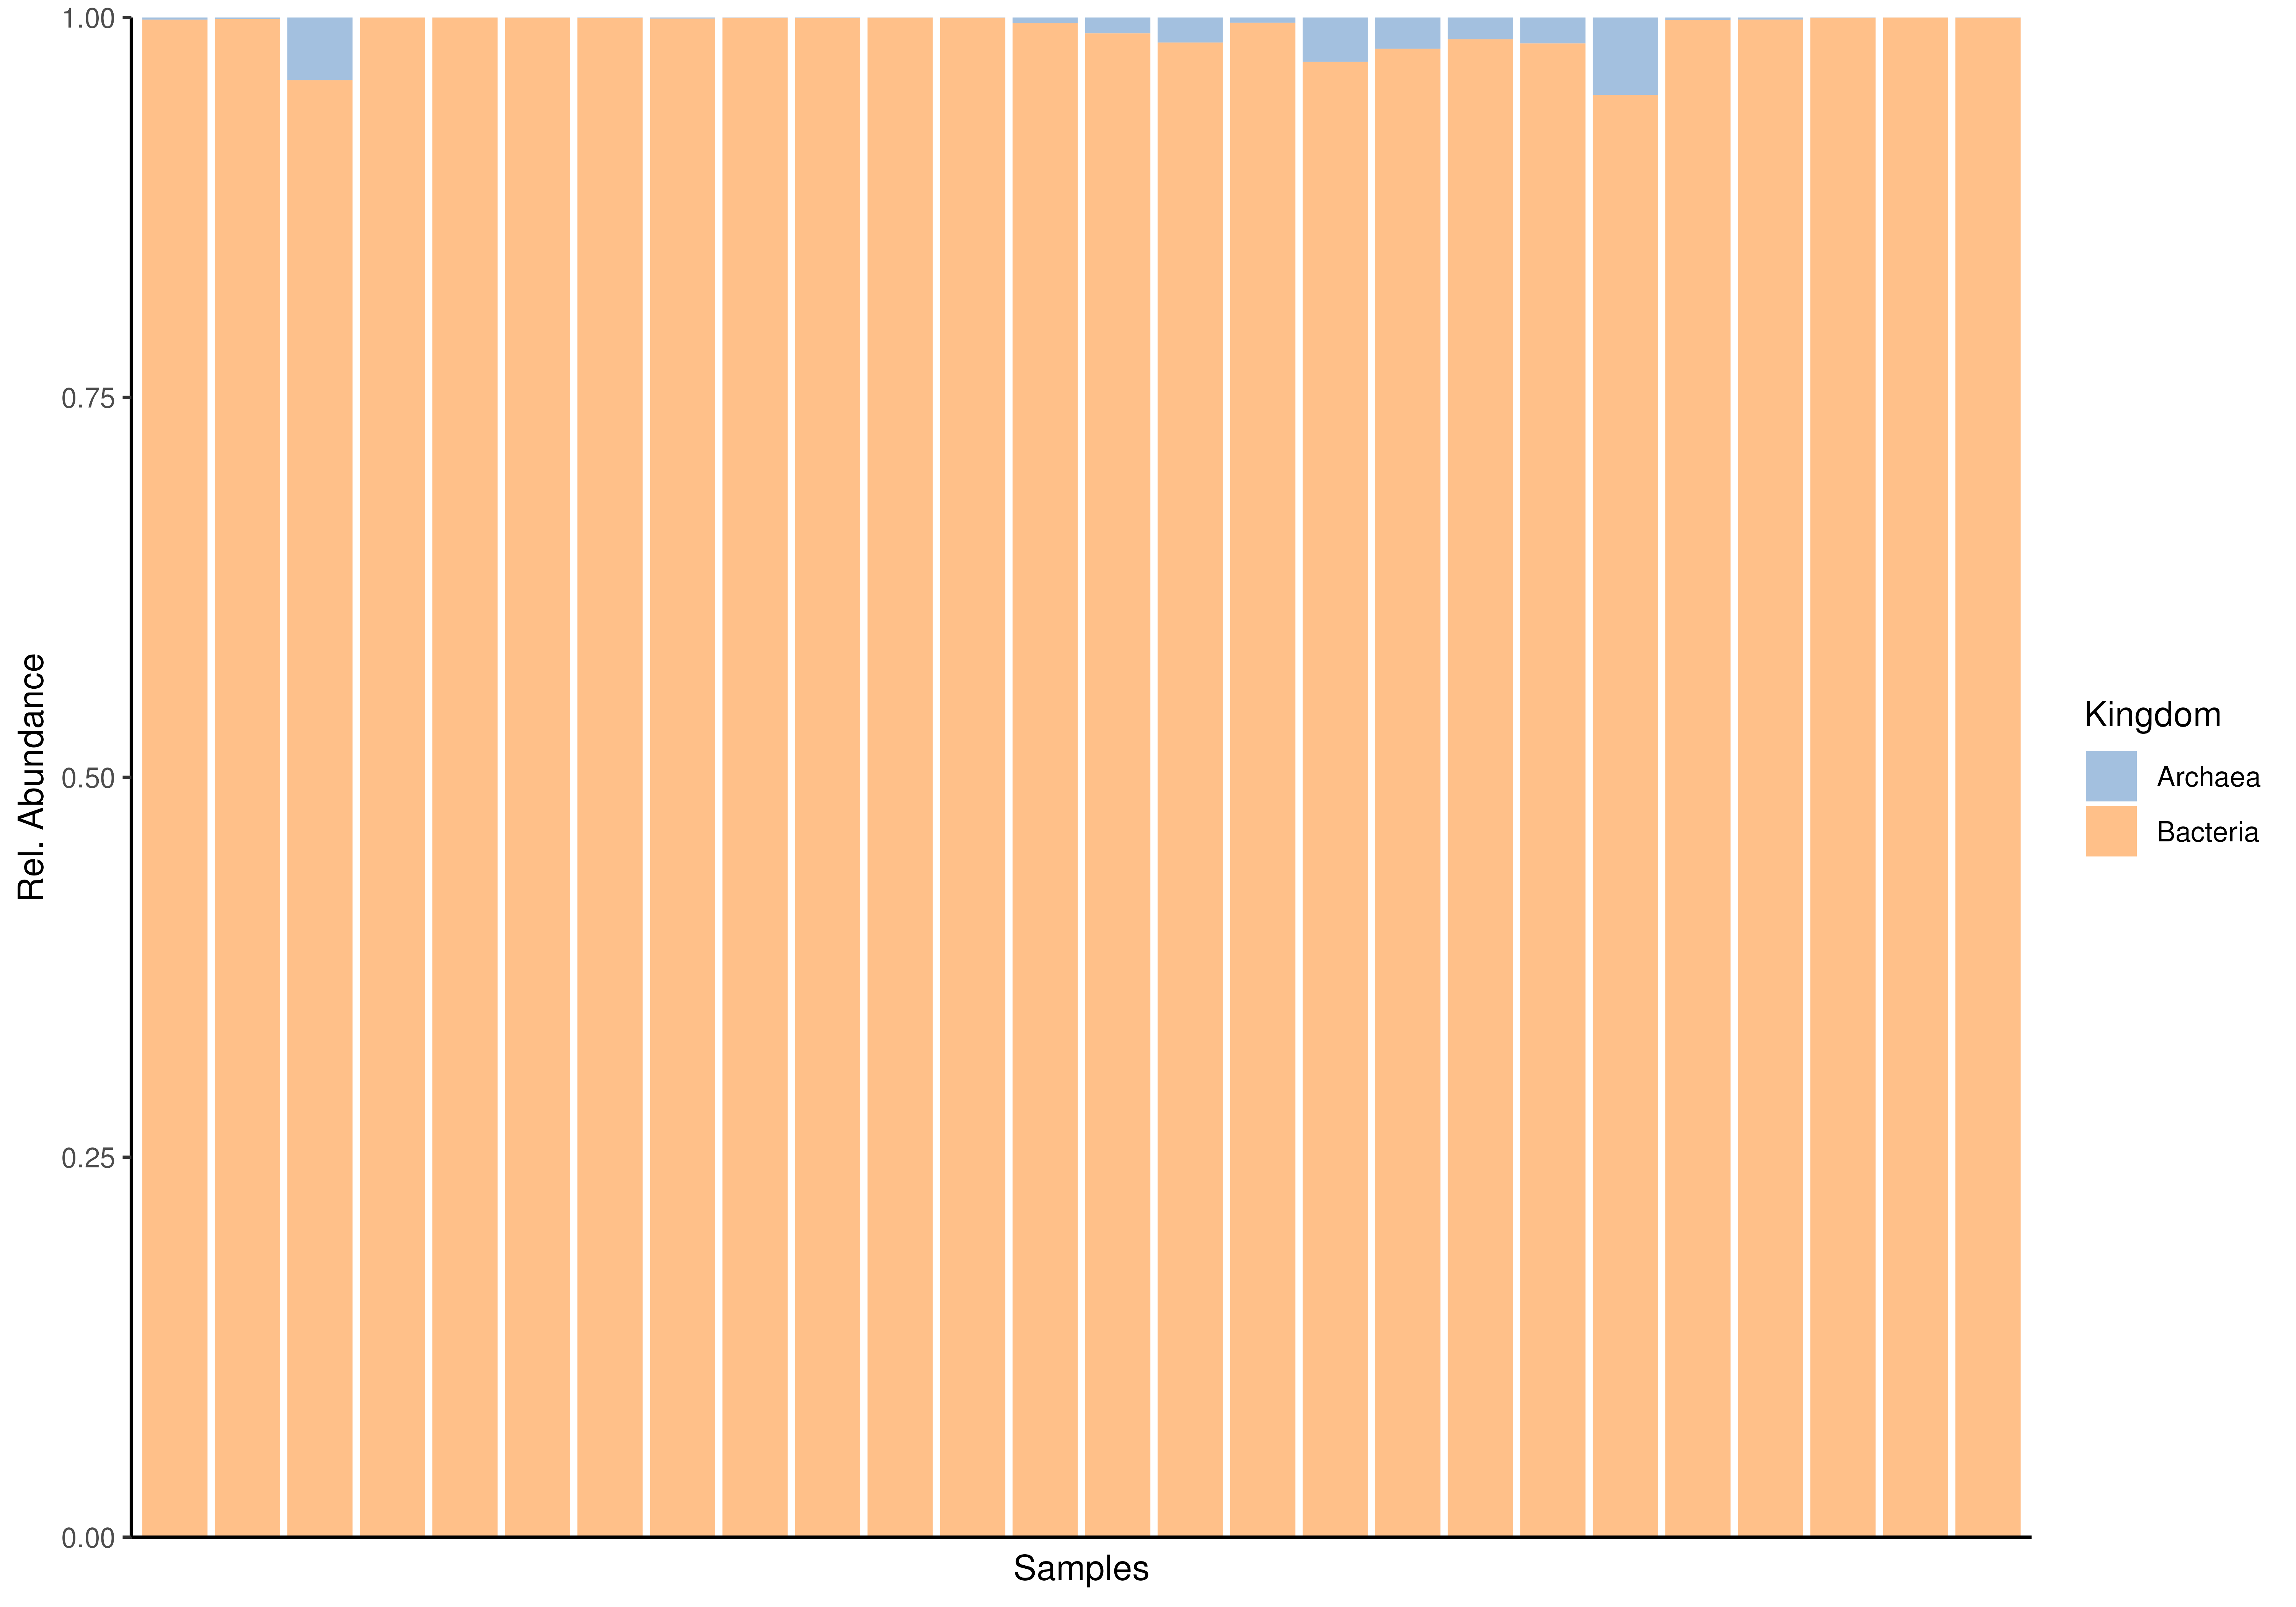 1.00
0.75
0.50
0.25
0.00
Rel. Abundance
Samples
Kingdom
Archaea
Bacteria